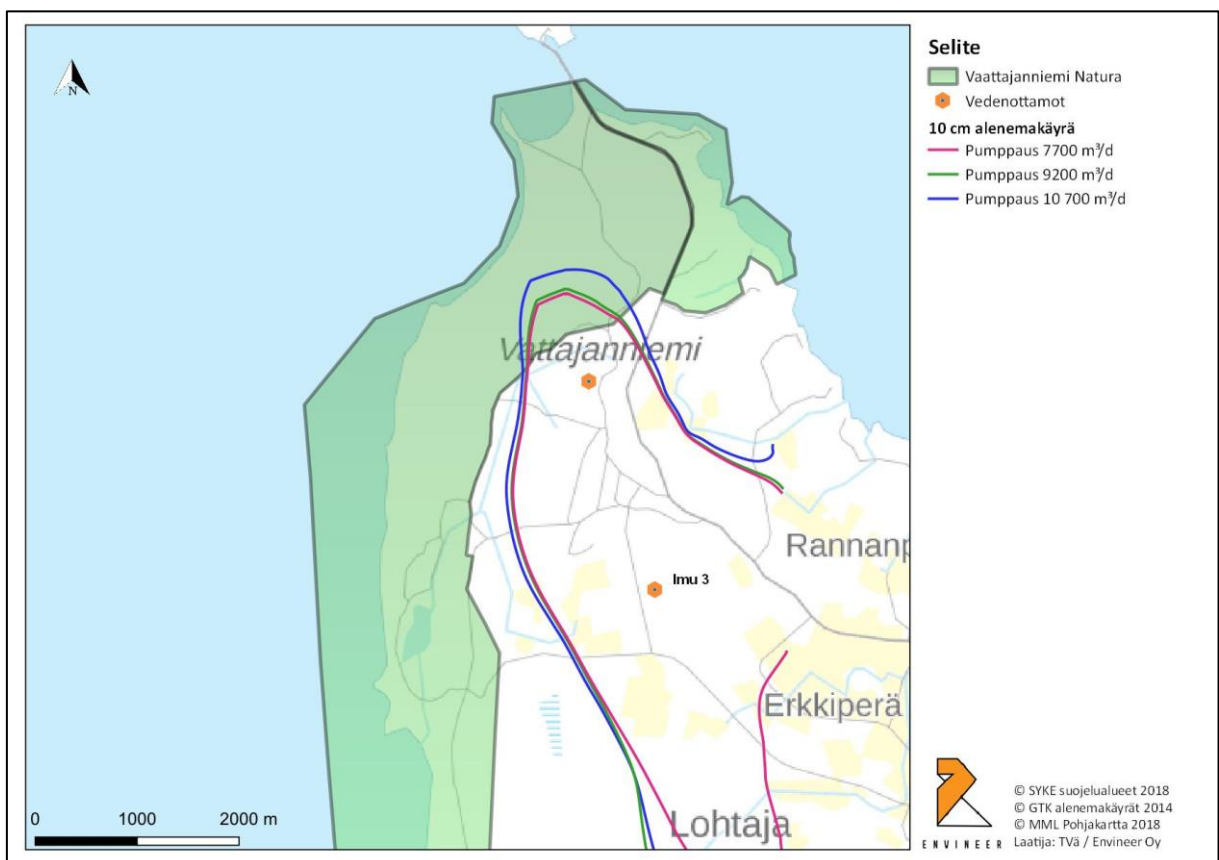 N
Selite
Vaattajanniemi Natura
Vedenottamot
10 cm alenemakäyrä
Pumppaus 7700 m³/d
Pumppaus 9200 m³/d
Pumppaus 10 700 m³/d
Vattajanniemi
Rannanp
Imu 3
Erkkiperä
Lohtaja
0 1000 2000 m
ENVINEER
© SYKE suojelualueet 2018
© GTK alenemakäyrät 2014
© MML Pohjakartta 2018
Laatija: TVä / Envineer Oy